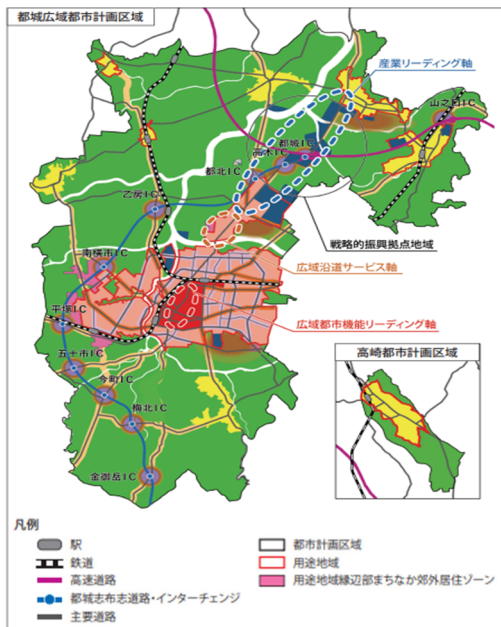 都城広域都市計画区域
産業リーディング軸
山之口IC
都城IC
高木IC
都北IC
乙房IC
戦略的振興拠点地域
南横市IC
広域沿道サービス軸
平塚IC
広域都市機能リーディング軸
五十市IC
高崎都市計画区域
今町IC
梅北IC
金御岳IC
凡例
駅
都市計画区域
鉄道
用途地域
高速道路
用途地域縁辺部まちなか郊外居住ゾーン
都城志布志道路・インターチェンジ
主要道路